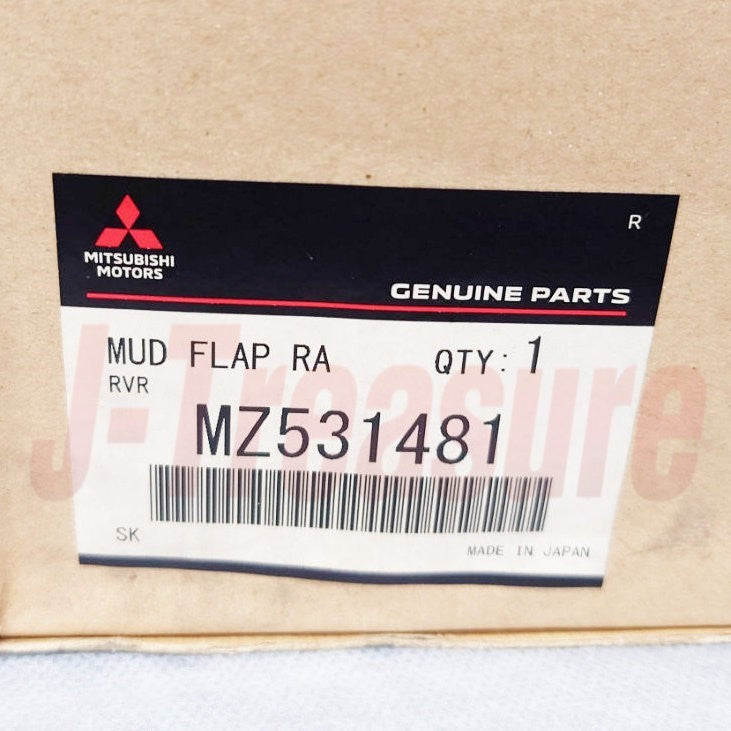 R
MITSUBISHI
MOTORS
GENUINE PARTS
MUD FLAP RA QTY: 1
RVR
J-Treasure
MZ531481
SK
MADE IN JAPAN